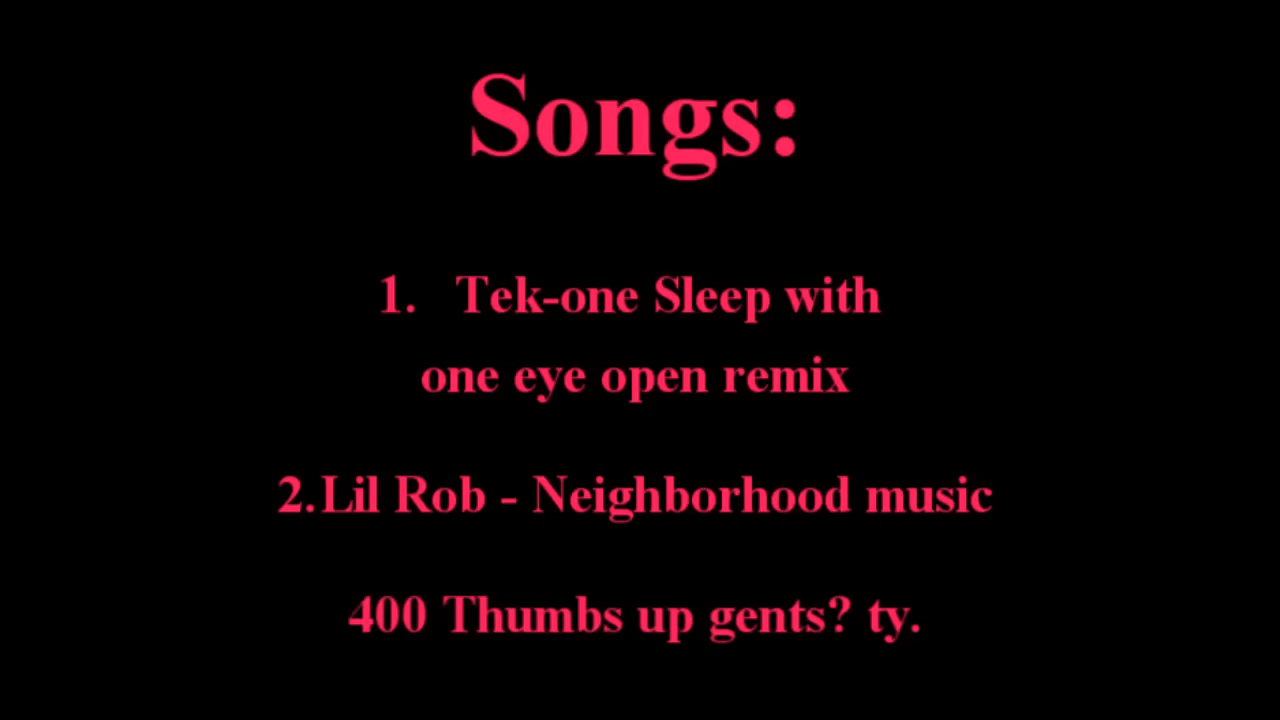 Songs:
1. Tek-one Sleep with
one eye open remix
2.Lil Rob - Neighborhood music
400 Thumbs up gents? ty.